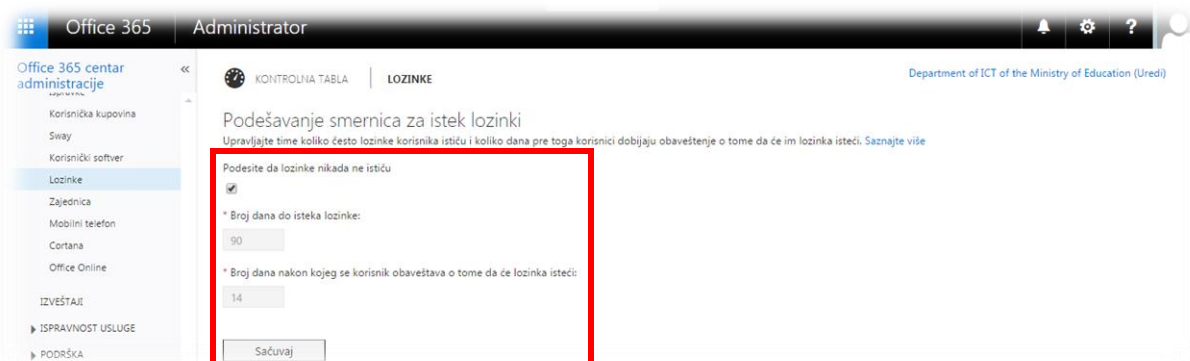 Office 365 Administrator ?
Office 365 centar
administracije
«
Ispravke
Korisnička kupovina
Sway
Korisnički softver
Lozinke
Zajednica
Mobilni telefon
Cortana
Office Online
IZVEŠTAJI
ISPRAVNOST USLUGE
PODRŠKA
KONTROLNA TABLA LOZINKE
Department of ICT of the Ministry of Education (Uredi)
Podešavanje smernica za istek lozinki
Upravljajte time koliko često lozinke korisnika ističu i koliko dana pre toga korisnici dobijaju obaveštenje o tome da će im lozinka isteći. Saznajte više
Podesite da lozinke nikada ne ističu
* Broj dana do isteka lozinke:
90
* Broj dana nakon kojeg se korisnik obaveštava o tome da će lozinka isteći:
14
Sačuvaj